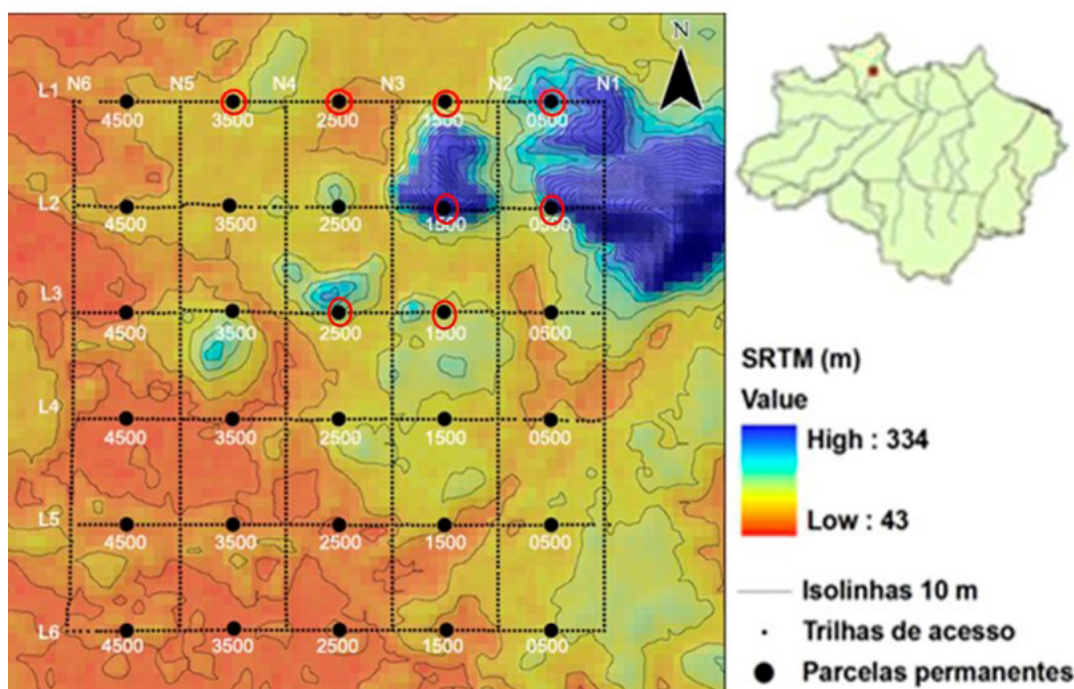 N
N6 N5 N4 N3 N2 N1
L1
4500 3500 2500 1500 0500
L2
4500 3500 2500 1500 0500
L3
4500 3500 2500 1500 0500
L4
4500 3500 2500 1500 0500
L5
4500 3500 2500 1500 0500
L6
4500 3500 2500 1500 0500
SRTM (m)
Value
High : 334
Low : 43
Isolinhas 10 m
Trilhas de acesso
Parcelas permanentes